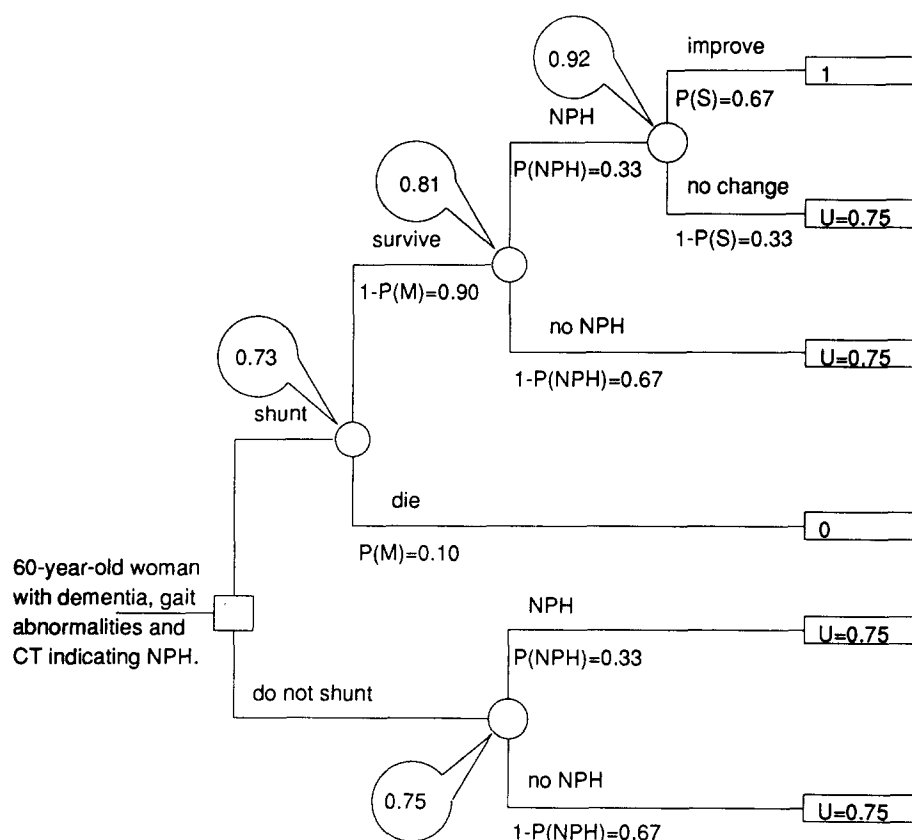 improve
0.92
1
P(S)=0.67
NPH
P(NPH)=0.33
no change
0.81
U=0.75
1-P(S)=0.33
survive
1-P(M)=0.90
no NPH
U=0.75
1-P(NPH)=0.67
0.73
shunt
die
0
P(M)=0.10
60-year-old woman
with dementia, gait
abnormalities and
CT indicating NPH.
NPH
U=0.75
P(NPH)=0.33
do not shunt
no NPH
0.75
U=0.75
1-P(NPH)=0.67